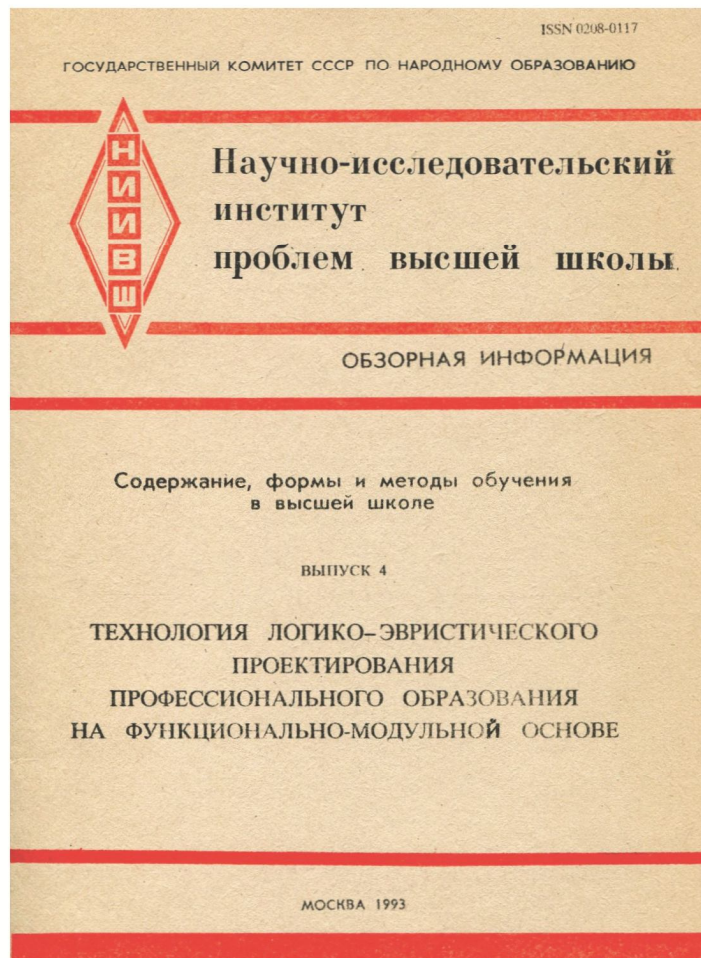 ISSN 0208-0117
ГОСУДАРСТВЕННЫЙ КОМИТЕТ СССР ПО НАРОДНОМУ ОБРАЗОВАНИЮ
НИИВШ
Научно-исследовательский
институт
проблем высшей школы
ОБЗОРНАЯ ИНФОРМАЦИЯ
Содержание, формы и методы обучения
в высшей школе
ВЫПУСК 4
ТЕХНОЛОГИЯ ЛОГИКО-ЭВРИСТИЧЕСКОГО
ПРОЕКТИРОВАНИЯ
ПРОФЕССИОНАЛЬНОГО ОБРАЗОВАНИЯ
НА ФУНКЦИОНАЛЬНО-МОДУЛЬНОЙ ОСНОВЕ
МОСКВА 1993